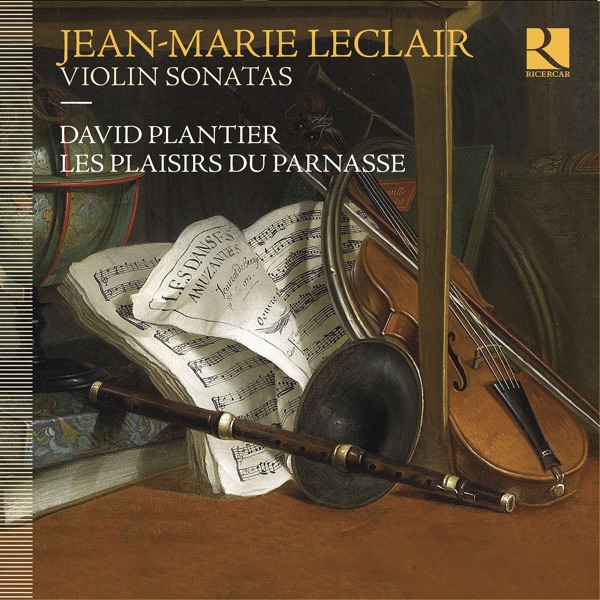 JEAN-MARIE LECLAIR
VIOLIN SONATAS
DAVID PLANTIER
LES PLAISIRS DU PARNASSE
R
RICERCAR
LES DANSES
AMUZANTES